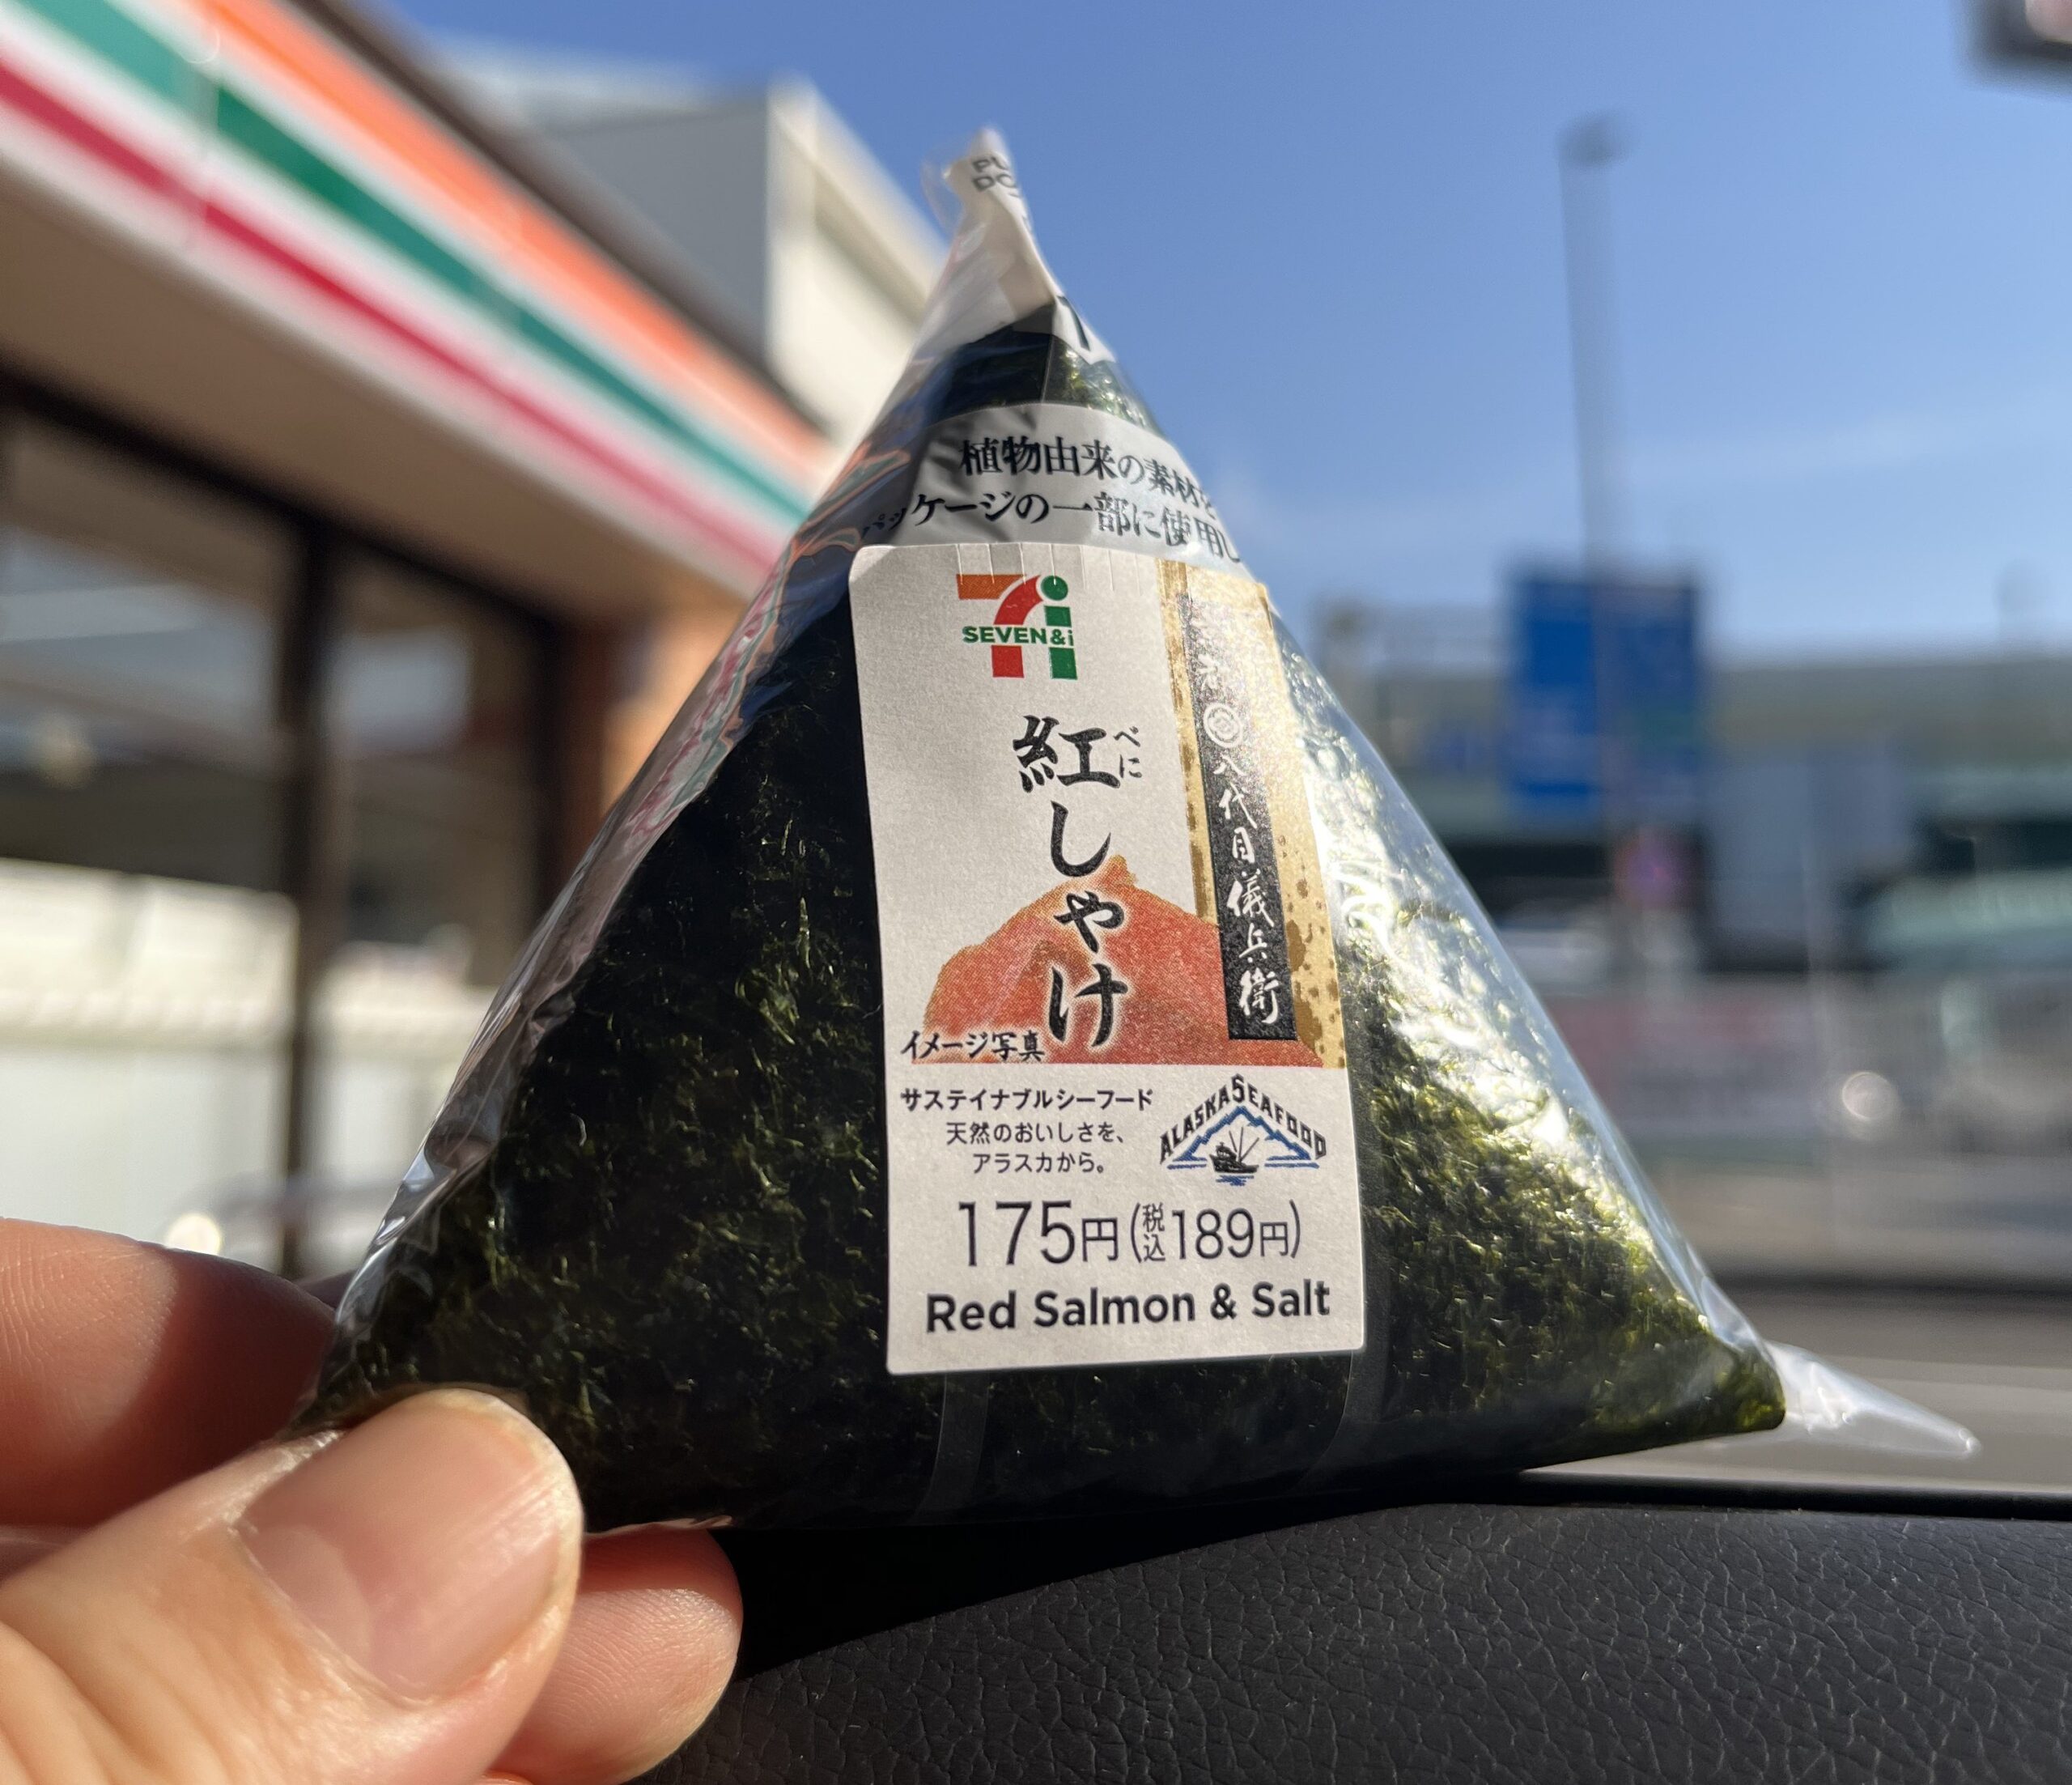 植物由来の素材を
パッケージの一部に使用し
SEVEN&i
紅しゃけ
べに
八代目儀兵衛
イメージ写真
サステイナブルシーフード
天然のおいしさを、
アラスカから。
ALASKA SEAFOOD
175円(税込189円)
Red Salmon & Salt